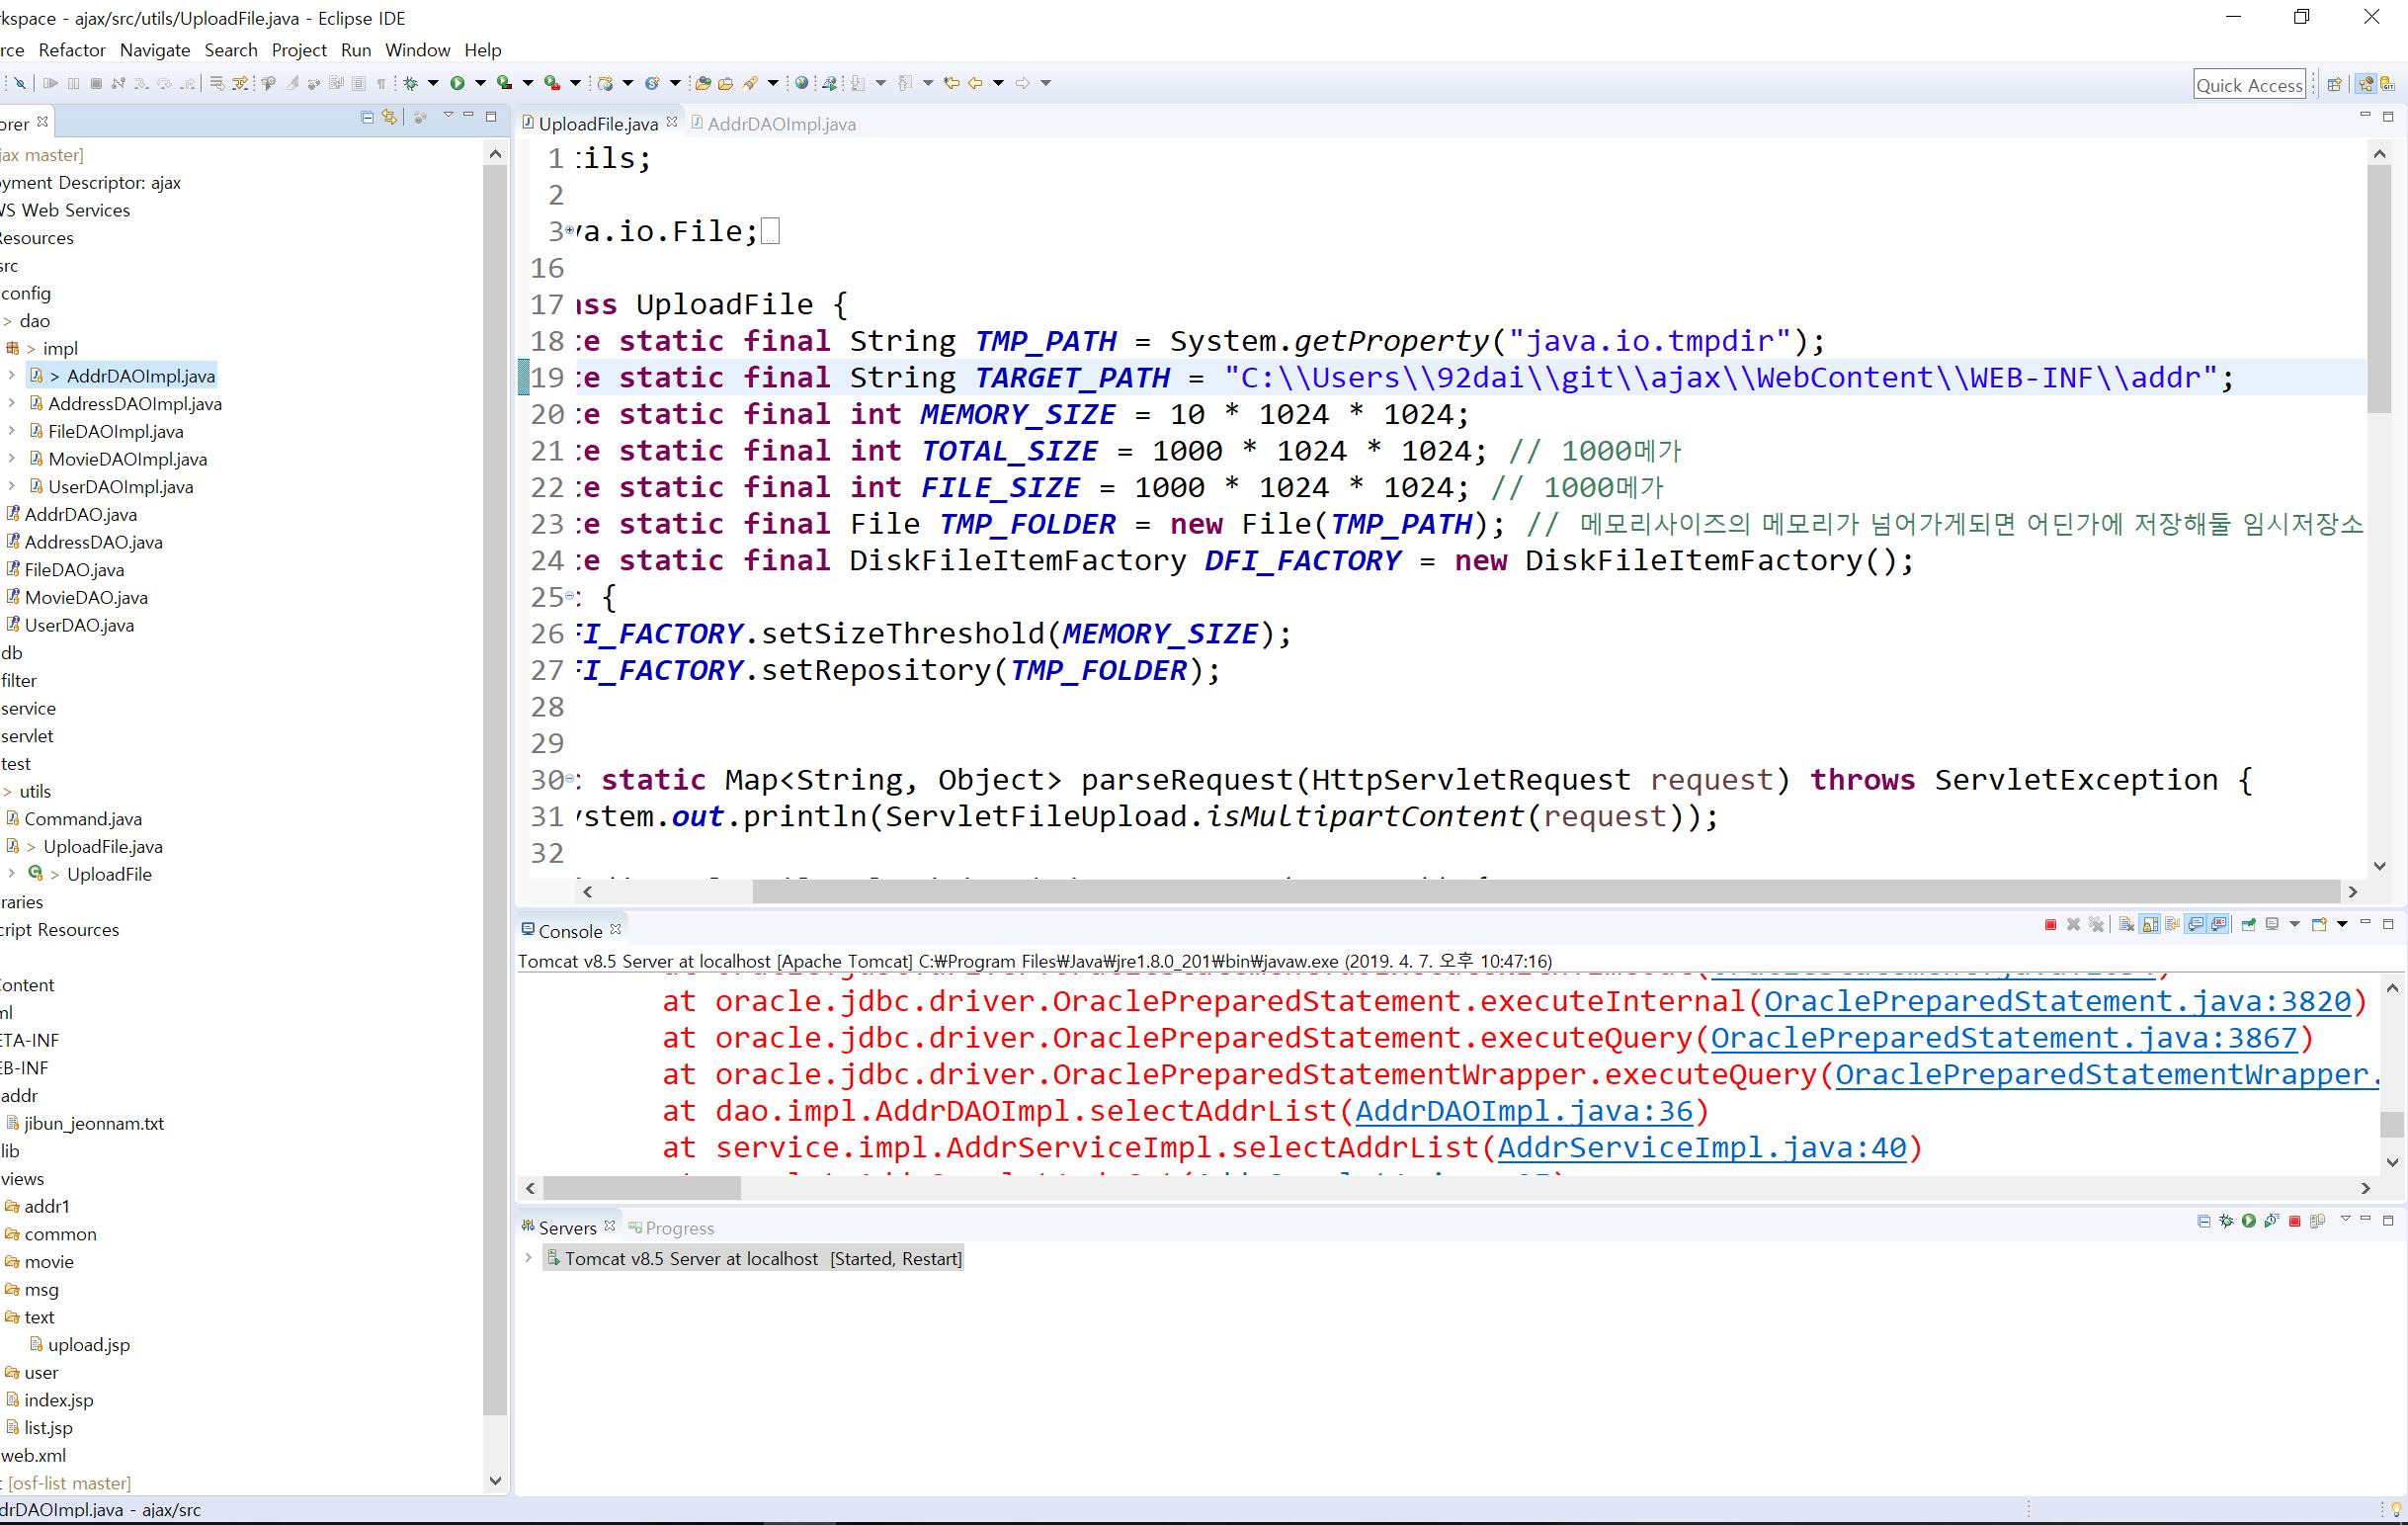 kspace - ajax/src/utils/UploadFile.java - Eclipse IDE
rce Refactor Navigate Search Project Run Window Help
Quick Access
orer
UploadFile.java AddrDAOImpl.java
jax master]
oyment Descriptor: ajax
WS Web Services
Resources
src
config
> dao
> impl
> AddrDAOImpl.java
AddressDAOImpl.java
FileDAOImpl.java
MovieDAOImpl.java
UserDAOImpl.java
AddrDAO.java
AddressDAO.java
FileDAO.java
MovieDAO.java
UserDAO.java
db
filter
service
servlet
test
> utils
Command.java
> UploadFile.java
> UploadFile
raries
cript Resources
Content
ml
ETA-INF
EB-INF
addr
jibun_jeonnam.txt
lib
views
addr1
common
movie
msg
text
upload.jsp
user
index.jsp
list.jsp
web.xml
[osf-list master]
1 tils;
2
3 va.io.File;
16
17 ass UploadFile {
18 te static final String TMP_PATH = System.getProperty("java.io.tmpdir");
19 te static final String TARGET_PATH = "C:\\Users\\92dai\\git\\ajax\\WebContent\\WEB-INF\\addr";
20 te static final int MEMORY_SIZE = 10 * 1024 * 1024;
21 te static final int TOTAL_SIZE = 1000 * 1024 * 1024; // 1000메가
22 te static final int FILE_SIZE = 1000 * 1024 * 1024; // 1000메가
23 te static final File TMP_FOLDER = new File(TMP_PATH); // 메모리사이즈의 메모리가 넘어가게되면 어딘가에 저장해둘 임시저장소
24 te static final DiskFileItemFactory DFI_FACTORY = new DiskFileItemFactory();
25 c {
26 FI_FACTORY.setSizeThreshold(MEMORY_SIZE);
27 FI_FACTORY.setRepository(TMP_FOLDER);
28
29
30 c static Map<String, Object> parseRequest(HttpServletRequest request) throws ServletException {
31 ystem.out.println(ServletFileUpload.isMultipartContent(request));
32
Console
Tomcat v8.5 Server at localhost [Apache Tomcat] C:₩Program Files₩Java₩jre1.8.0_201₩bin₩javaw.exe (2019. 4. 7. 오후 10:47:16)
at oracle.jdbc.driver.OraclePreparedStatement.executeInternal(OraclePreparedStatement.java:3820)
at oracle.jdbc.driver.OraclePreparedStatement.executeQuery(OraclePreparedStatement.java:3867)
at oracle.jdbc.driver.OraclePreparedStatementWrapper.executeQuery(OraclePreparedStatementWrapper.
at dao.impl.AddrDAOImpl.selectAddrList(AddrDAOImpl.java:36)
at service.impl.AddrServiceImpl.selectAddrList(AddrServiceImpl.java:40)
Servers Progress
Tomcat v8.5 Server at localhost [Started, Restart]
drDAOImpl.java - ajax/src